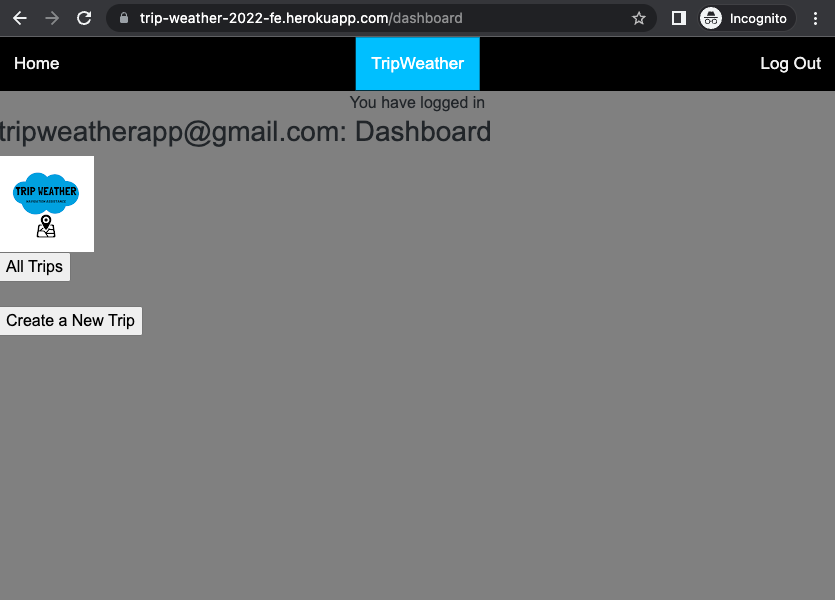 trip-weather-2022-fe.herokuapp.com/dashboard
Incognito
Home
TripWeather
Log Out
You have logged in
tripweatherapp@gmail.com: Dashboard
TRIP WEATHER
All Trips
Create a New Trip